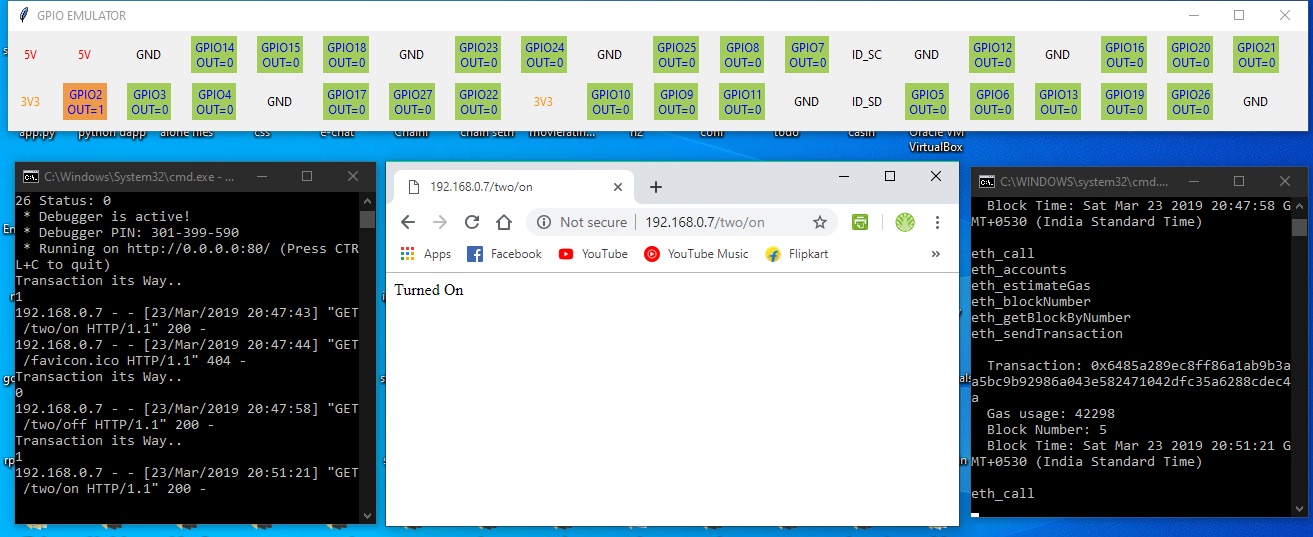 GPIO EMULATOR
5V 5V GND GPIO14 GPIO15 GPIO18 GND GPIO23 GPIO24 GND GPIO25 GPIO8 GPIO7 ID_SC GND GPIO12 GND GPIO16 GPIO20 GPIO21
OUT=0 OUT=0 OUT=0 OUT=0 OUT=0 OUT=0 OUT=0 OUT=0 OUT=0 OUT=0 OUT=0 OUT=0
3V3 GPIO2 GPIO3 GPIO4 GND GPIO17 GPIO27 GPIO22 3V3 GPIO10 GPIO9 GPIO11 GND ID_SD GPIO5 GPIO6 GPIO13 GPIO19 GPIO26 GND
OUT=1 OUT=0 OUT=0 OUT=0 OUT=0 OUT=0 OUT=0 OUT=0 OUT=0 OUT=0 OUT=0 OUT=0 OUT=0 OUT=0
app.py python dapp alone files css e-chat chain seth movieratin... todo Oracle VM
VirtualBox
C:\Windows\System32\cmd.exe - ...
26 Status: 0
* Debugger is active!
* Debugger PIN: 301-399-590
* Running on http://0.0.0.0:80/ (Press CTR
L+C to quit)
Transaction its Way..
1
192.168.0.7 - - [23/Mar/2019 20:47:43] "GET
/two/on HTTP/1.1" 200 -
192.168.0.7 - - [23/Mar/2019 20:47:44] "GET
/favicon.ico HTTP/1.1" 404 -
Transaction its Way..
0
192.168.0.7 - - [23/Mar/2019 20:47:58] "GET
/two/off HTTP/1.1" 200 -
Transaction its Way..
1
192.168.0.7 - - [23/Mar/2019 20:51:21] "GET
/two/on HTTP/1.1" 200 -
192.168.0.7/two/on
Not secure 192.168.0.7/two/on
Apps Facebook YouTube YouTube Music Flipkart »
Turned On
C:\WINDOWS\system32\cmd....
Block Time: Sat Mar 23 2019 20:47:58 G
MT+0530 (India Standard Time)
eth_call
eth_accounts
eth_estimateGas
eth_blockNumber
eth_getBlockByNumber
eth_sendTransaction
Transaction: 0x6485a289ec8ff86a1ab9b3a
a5bc9b92986a043e582471042dfc35a6288cdec4
a
Gas usage: 42298
Block Number: 5
Block Time: Sat Mar 23 2019 20:51:21 G
MT+0530 (India Standard Time)
eth_call